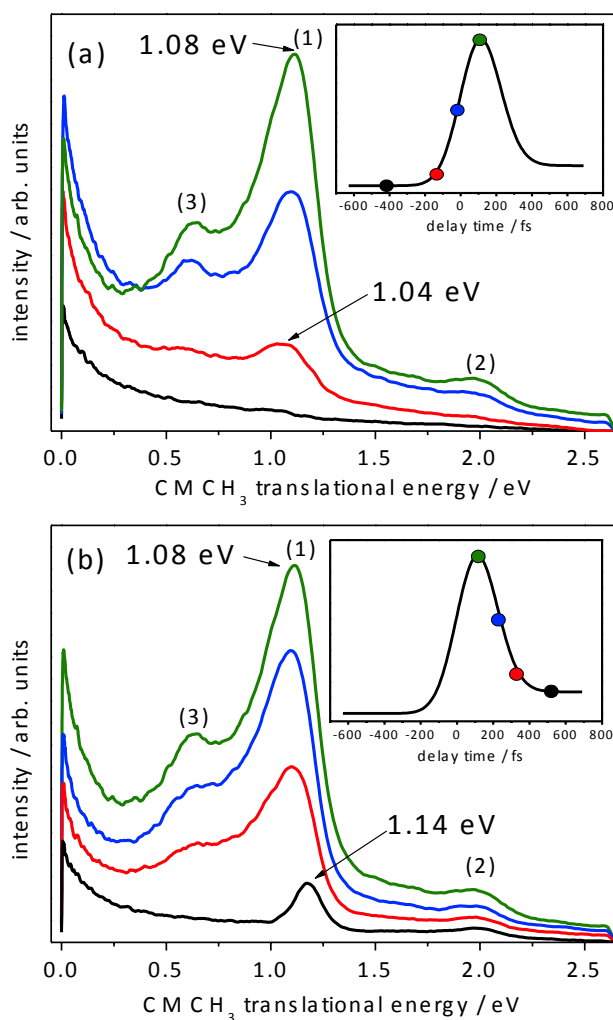 (a)
1.08 eV
(1)
(3)
1.04 eV
(2)
intensity / arb. units
0.0 0.5 1.0 1.5 2.0 2.5
CM CH3 translational energy / eV
-600 -400 -200 0 200 400 600 800
delay time / fs
(b)
1.08 eV
(1)
(3)
1.14 eV
(2)
intensity / arb. units
0.0 0.5 1.0 1.5 2.0 2.5
CM CH3 translational energy / eV
-600 -400 -200 0 200 400 600 800
delay time / fs